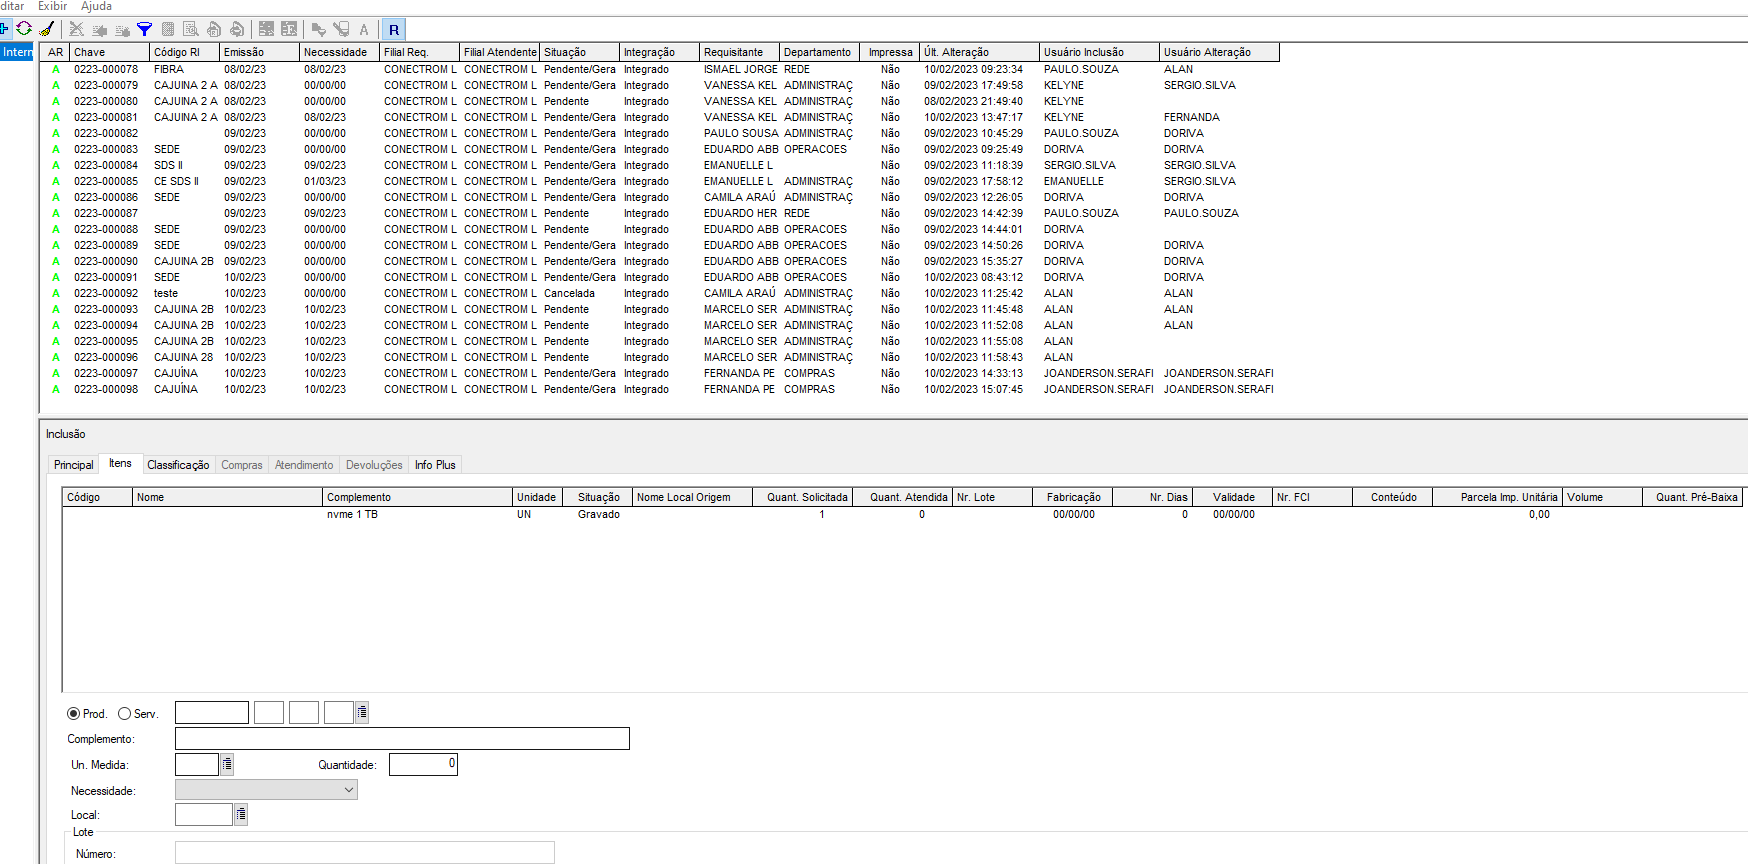 ditar Exibir Ajuda
A R
Intern
AR Chave Código RI Emissão Necessidade Filial Req. Filial Atendente Situação Integração Requisitante Departamento Impressa Últ. Alteração Usuário Inclusão Usuário Alteração
A 0223-000078 FIBRA 08/02/23 08/02/23 CONECTROM L CONECTROM L Pendente/Gera Integrado ISMAEL JORGE REDE Não 10/02/2023 09:23:34 PAULO.SOUZA ALAN
A 0223-000079 CAJUINA 2 A 08/02/23 00/00/00 CONECTROM L CONECTROM L Pendente/Gera Integrado VANESSA KEL ADMINISTRAÇ Não 09/02/2023 17:49:58 KELYNE SERGIO.SILVA
A 0223-000080 CAJUINA 2 A 08/02/23 00/00/00 CONECTROM L CONECTROM L Pendente Integrado VANESSA KEL ADMINISTRAÇ Não 08/02/2023 21:49:40 KELYNE
A 0223-000081 CAJUINA 2 A 08/02/23 08/02/23 CONECTROM L CONECTROM L Pendente/Gera Integrado VANESSA KEL ADMINISTRAÇ Não 10/02/2023 13:47:17 KELYNE FERNANDA
A 0223-000082 09/02/23 00/00/00 CONECTROM L CONECTROM L Pendente/Gera Integrado PAULO SOUSA ADMINISTRAÇ Não 09/02/2023 10:45:29 PAULO.SOUZA DORIVA
A 0223-000083 SEDE 09/02/23 00/00/00 CONECTROM L CONECTROM L Pendente/Gera Integrado EDUARDO ABB OPERACOES Não 09/02/2023 09:25:49 DORIVA DORIVA
A 0223-000084 SDS II 09/02/23 09/02/23 CONECTROM L CONECTROM L Pendente/Gera Integrado EMANUELLE L Não 09/02/2023 11:18:39 SERGIO.SILVA SERGIO.SILVA
A 0223-000085 CE SDS II 09/02/23 01/03/23 CONECTROM L CONECTROM L Pendente/Gera Integrado EMANUELLE L ADMINISTRAÇ Não 09/02/2023 17:58:12 EMANUELLE SERGIO.SILVA
A 0223-000086 SEDE 09/02/23 00/00/00 CONECTROM L CONECTROM L Pendente/Gera Integrado CAMILA ARAÚ ADMINISTRAÇ Não 09/02/2023 12:26:05 DORIVA DORIVA
A 0223-000087 09/02/23 09/02/23 CONECTROM L CONECTROM L Pendente Integrado EDUARDO HER REDE Não 09/02/2023 14:42:39 PAULO.SOUZA PAULO.SOUZA
A 0223-000088 SEDE 09/02/23 00/00/00 CONECTROM L CONECTROM L Pendente Integrado EDUARDO ABB OPERACOES Não 09/02/2023 14:44:01 DORIVA
A 0223-000089 SEDE 09/02/23 00/00/00 CONECTROM L CONECTROM L Pendente/Gera Integrado EDUARDO ABB OPERACOES Não 09/02/2023 14:50:26 DORIVA DORIVA
A 0223-000090 CAJUINA 2B 09/02/23 00/00/00 CONECTROM L CONECTROM L Pendente/Gera Integrado EDUARDO ABB OPERACOES Não 09/02/2023 15:35:27 DORIVA DORIVA
A 0223-000091 SEDE 10/02/23 00/00/00 CONECTROM L CONECTROM L Pendente/Gera Integrado EDUARDO ABB OPERACOES Não 10/02/2023 08:43:12 DORIVA DORIVA
A 0223-000092 teste 10/02/23 00/00/00 CONECTROM L CONECTROM L Cancelada Integrado CAMILA ARAÚ ADMINISTRAÇ Não 10/02/2023 11:25:42 ALAN ALAN
A 0223-000093 CAJUINA 2B 10/02/23 10/02/23 CONECTROM L CONECTROM L Pendente Integrado MARCELO SER ADMINISTRAÇ Não 10/02/2023 11:45:48 ALAN ALAN
A 0223-000094 CAJUINA 2B 10/02/23 10/02/23 CONECTROM L CONECTROM L Pendente Integrado MARCELO SER ADMINISTRAÇ Não 10/02/2023 11:52:08 ALAN ALAN
A 0223-000095 CAJUINA 2B 10/02/23 10/02/23 CONECTROM L CONECTROM L Pendente Integrado MARCELO SER ADMINISTRAÇ Não 10/02/2023 11:55:08 ALAN
A 0223-000096 CAJUINA 28 10/02/23 10/02/23 CONECTROM L CONECTROM L Pendente Integrado MARCELO SER ADMINISTRAÇ Não 10/02/2023 11:58:43 ALAN
A 0223-000097 CAJUÍNA 10/02/23 10/02/23 CONECTROM L CONECTROM L Pendente/Gera Integrado FERNANDA PE COMPRAS Não 10/02/2023 14:33:13 JOANDERSON.SERAFI JOANDERSON.SERAFI
A 0223-000098 CAJUÍNA 10/02/23 10/02/23 CONECTROM L CONECTROM L Pendente/Gera Integrado FERNANDA PE COMPRAS Não 10/02/2023 15:07:45 JOANDERSON.SERAFI JOANDERSON.SERAFI
Inclusão
Principal Itens Classificação Compras Atendimento Devoluções Info Plus
Código Nome Complemento Unidade Situação Nome Local Origem Quant. Solicitada Quant. Atendida Nr. Lote Fabricação Nr. Dias Validade Nr. FCI Conteúdo Parcela Imp. Unitária Volume Quant. Pré-Baixa
nvme 1 TB UN Gravado 1 0 00/00/00 0 00/00/00 0,00
Prod. Serv.
Complemento:
Un. Medida: Quantidade: 0
Necessidade:
Local:
Lote
Número: